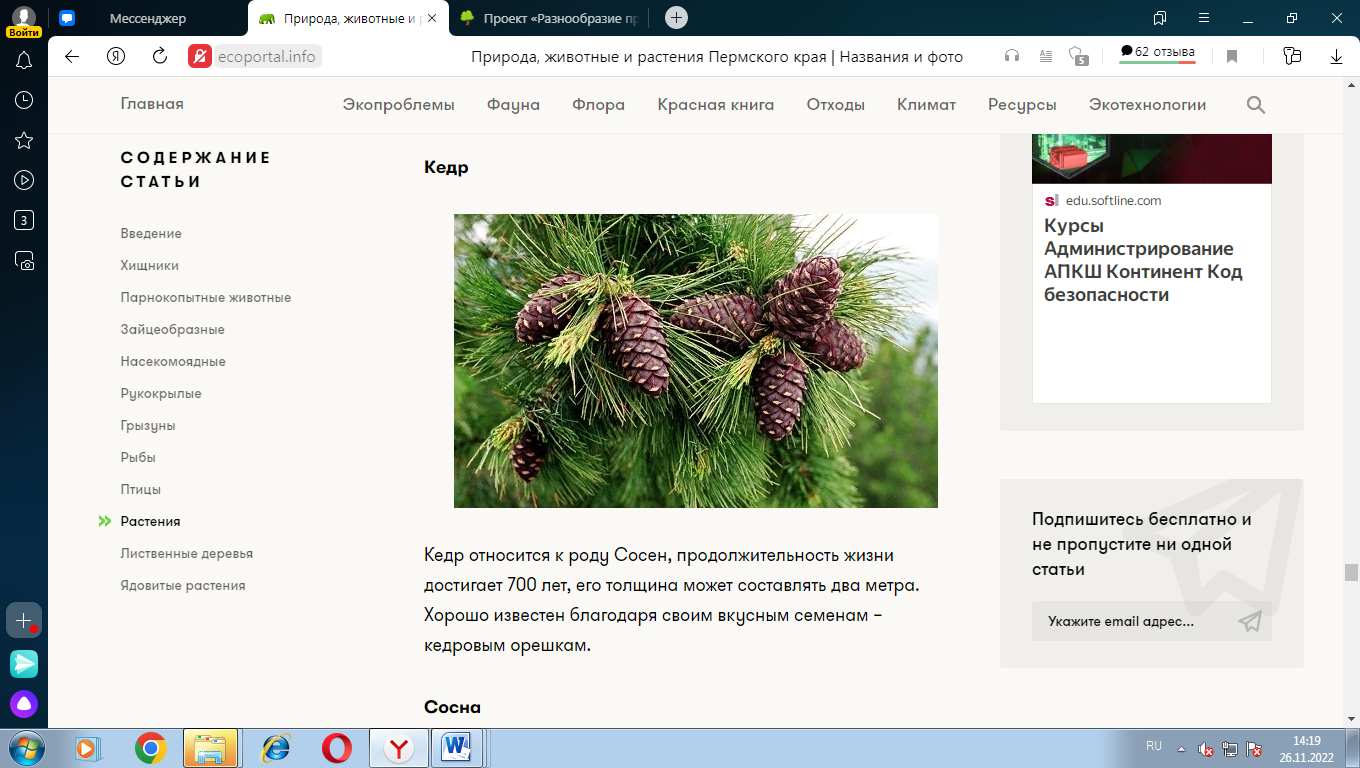 Мессенджер
Природа, животные и р
Проект «Разнообразие пр
Войти
ecoportal.info
Природа, животные и растения Пермского края | Названия и фото
5
62 отзыва
3
Главная
Экопроблемы
Фауна
Флора
Красная книга
Отходы
Климат
Ресурсы
Экотехнологии
СОДЕРЖАНИЕ
СТАТЬИ
Введение
Хищники
Парнокопытные животные
Зайцеобразные
Насекомоядные
Рукокрылые
Грызуны
Рыбы
Птицы
Растения
Лиственные деревья
Ядовитые растения
Кедр
Кедр относится к роду Сосен, продолжительность жизни
достигает 700 лет, его толщина может составлять два метра.
Хорошо известен благодаря своим вкусным семенам –
кедровым орешкам.
Сосна
sl edu.softline.com
Курсы
Администрирование
АПКШ Континент Код
безопасности
Подпишитесь бесплатно и
не пропустите ни одной
статьи
Укажите email адрес...
RU
14:19
26.11.2022